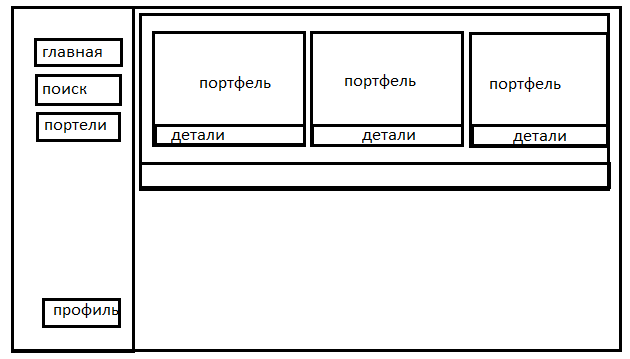 главная
поиск
портели
профиль
портфель
детали
портфель
детали
портфель
детали